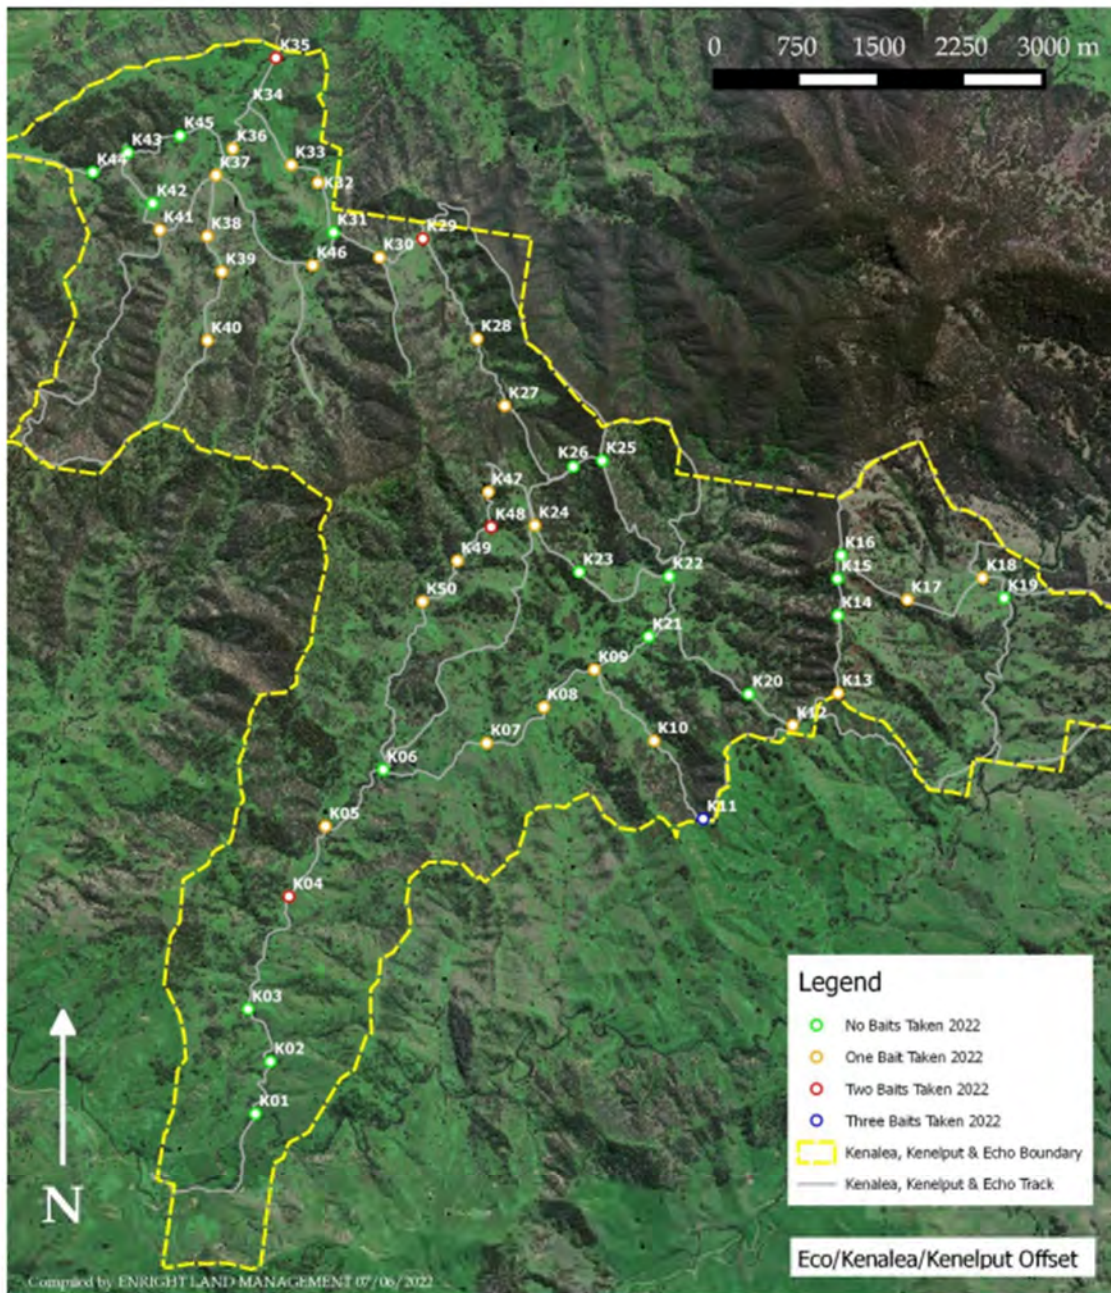 K35
0 750 1500 2250 3000 m
K34
K45
K43
K36
K44
K33
K37
K32
K42
K41
K38
K31
K29
K30
K46
K39
K40
K28
K27
K26
K25
K47
K24
K48
K49
K23
K22
K50
K16
K15
K18
K17
K19
K14
K21
K09
K20
K13
K08
K12
K07
K10
K06
K11
K05
K04
K03
K02
K01
N
Legend
No Baits Taken 2022
One Bait Taken 2022
Two Baits Taken 2022
Three Baits Taken 2022
Kenalea, Kenelput & Echo Boundary
Kenalea, Kenelput & Echo Track
Eco/Kenalea/Kenelput Offset
Compiled by ENRIGHT LAND MANAGEMENT 07/06/2022